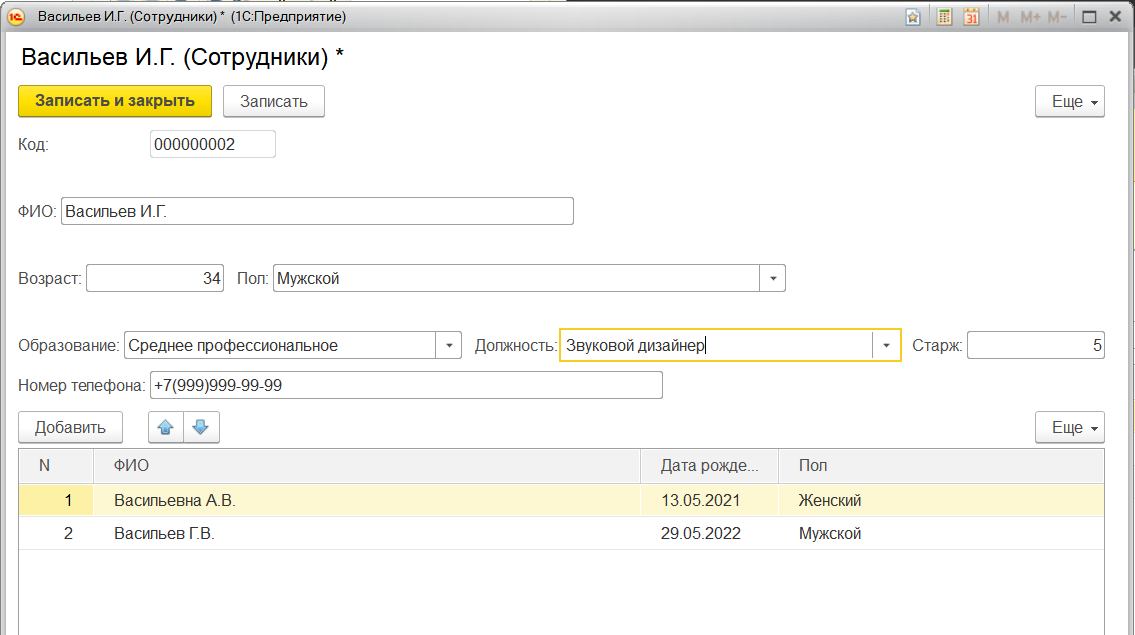 Васильев И.Г. (Сотрудники) * (1С:Предприятие) 31 M M+ M-
Васильев И.Г. (Сотрудники) *
Записать и закрыть Записать Еще
Код: 000000002
ФИО: Васильев И.Г.
Возраст: 34 Пол: Мужской
Образование: Среднее профессиональное Должность: Звуковой дизайнер Старж: 5
Номер телефона: +7(999)999-99-99
Добавить Еще
N ФИО Дата рожде... Пол
1 Васильевна А.В. 13.05.2021 Женский
2 Васильев Г.В. 29.05.2022 Мужской